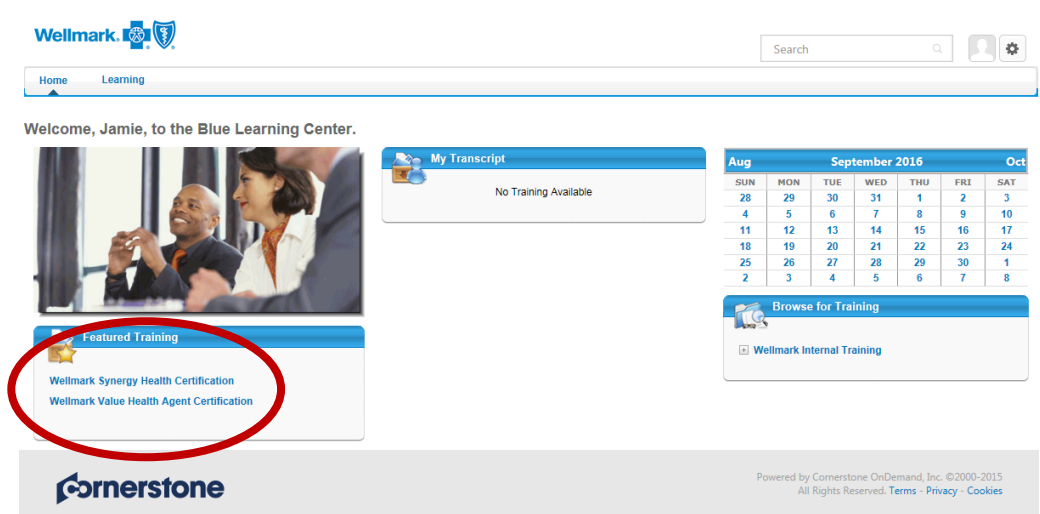 Wellmark.
Search
Home Learning
Welcome, Jamie, to the Blue Learning Center.
My Transcript
No Training Available
Aug September 2016 Oct
SUN MON TUE WED THU FRI SAT
28 29 30 31 1 2 3
4 5 6 7 8 9 10
11 12 13 14 15 16 17
18 19 20 21 22 23 24
25 26 27 28 29 30 1
2 3 4 5 6 7 8
Browse for Training
Wellmark Internal Training
Featured Training
Wellmark Synergy Health Certification
Wellmark Value Health Agent Certification
Cornerstone
Powered by Cornerstone OnDemand, Inc. ©2000-2015
All Rights Reserved. Terms - Privacy - Cookies